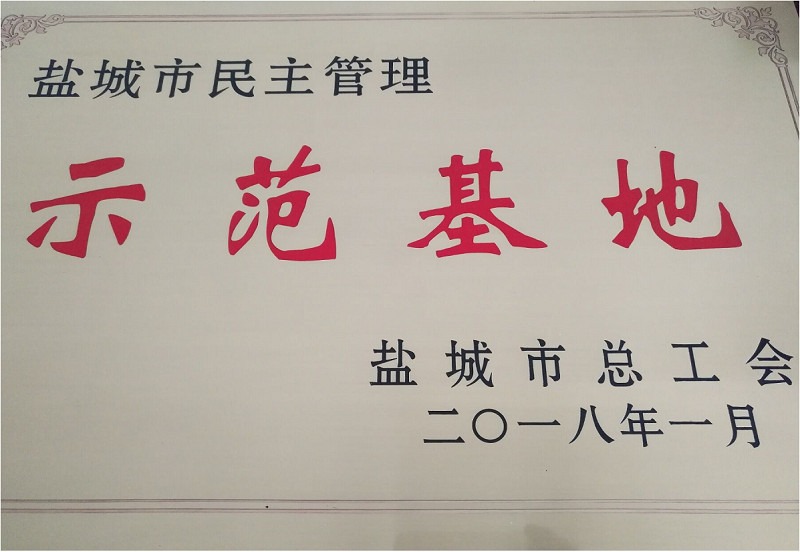 盐城市民主管理
示范基地
盐城市总工会
二〇一八年一月